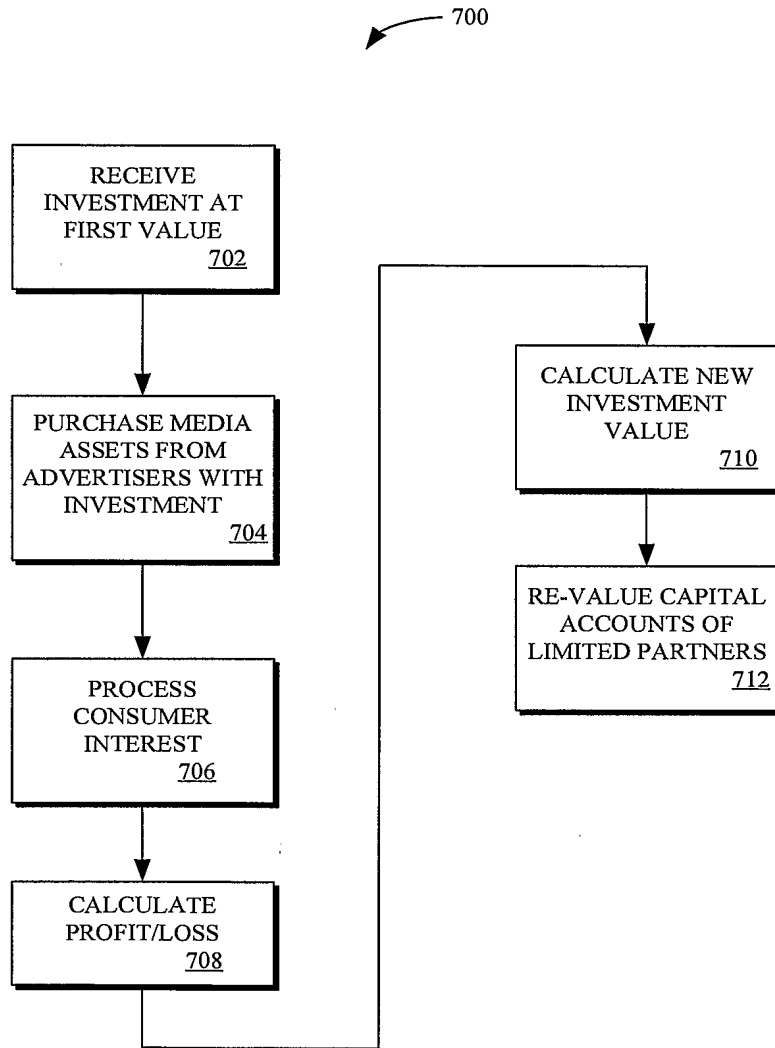 700
RECEIVE
INVESTMENT AT
FIRST VALUE
702
PURCHASE MEDIA
ASSETS FROM
ADVERTISERS WITH
INVESTMENT
704
PROCESS
CONSUMER
INTEREST
706
CALCULATE
PROFIT/LOSS
708
CALCULATE NEW
INVESTMENT
VALUE
710
RE-VALUE CAPITAL
ACCOUNTS OF
LIMITED PARTNERS
712